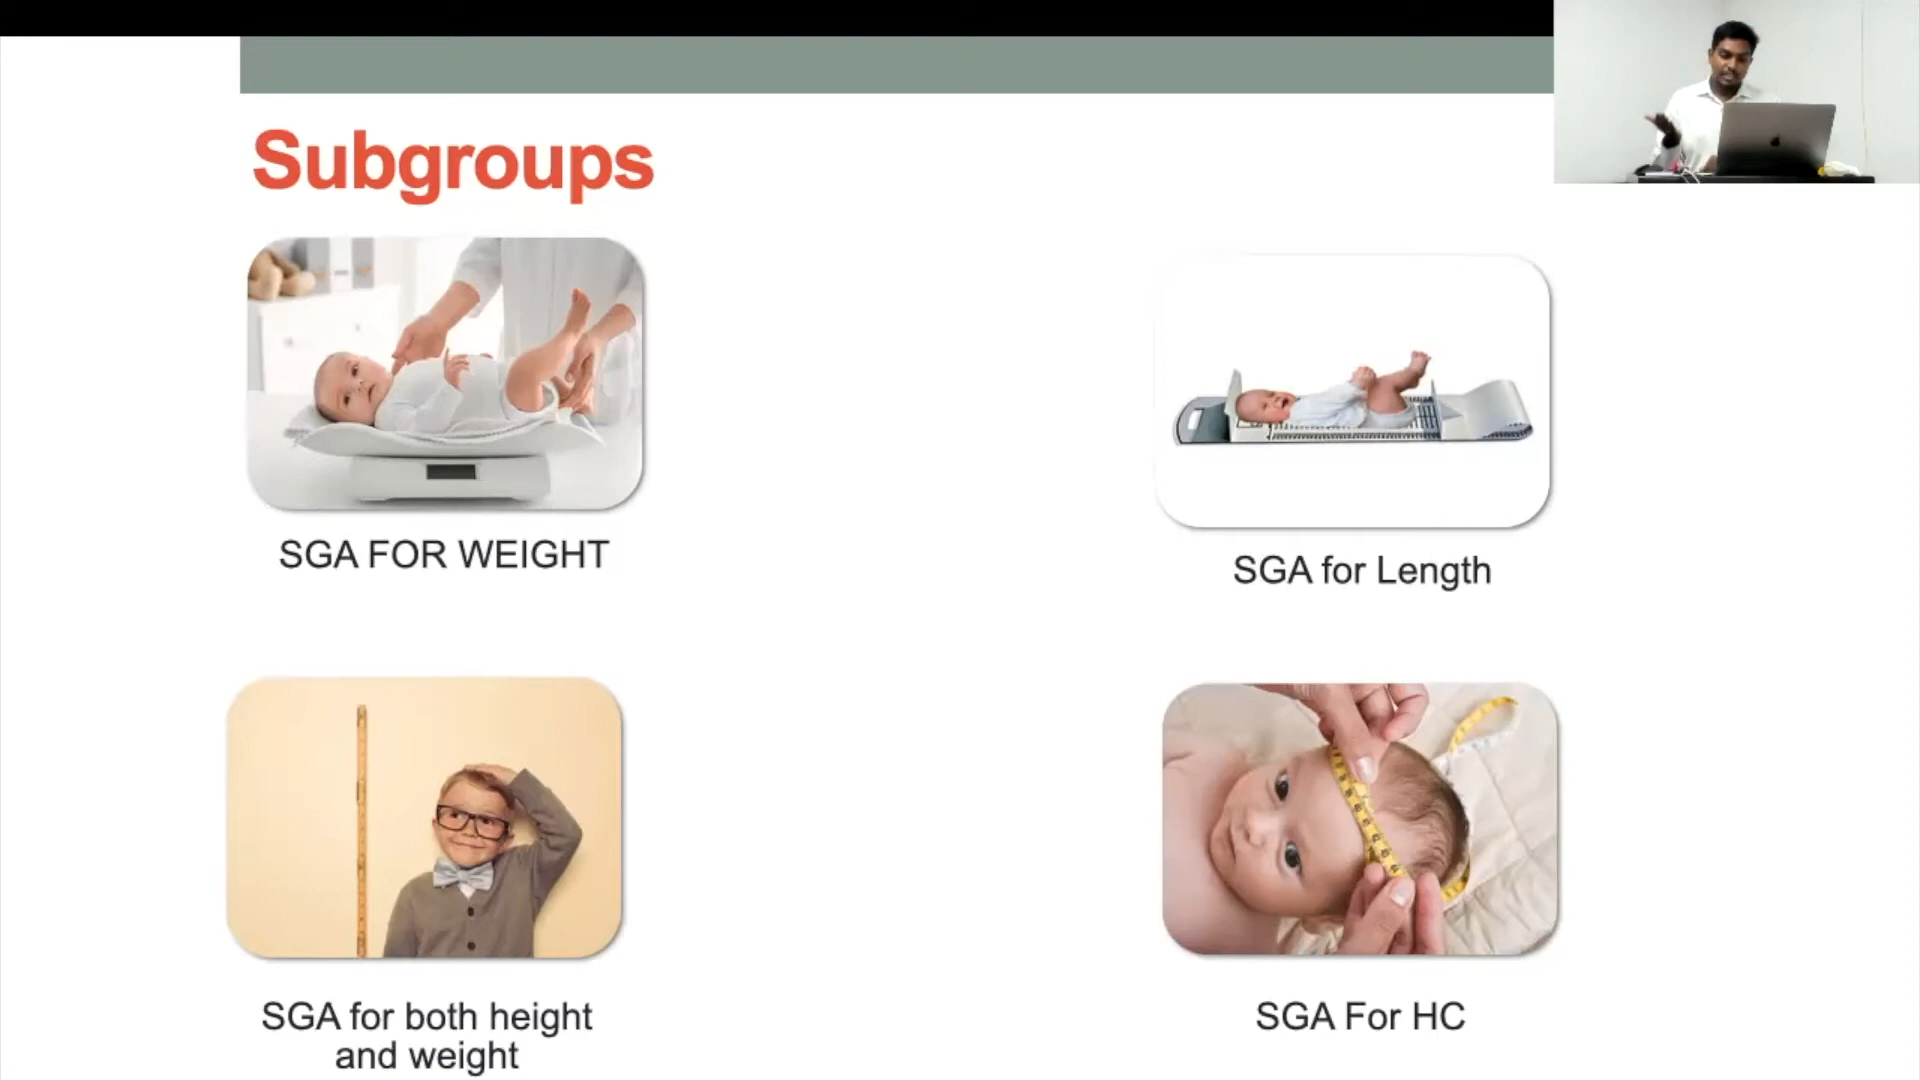 Subgroups
SGA FOR WEIGHT
SGA for Length
SGA for both height
and weight
SGA For HC